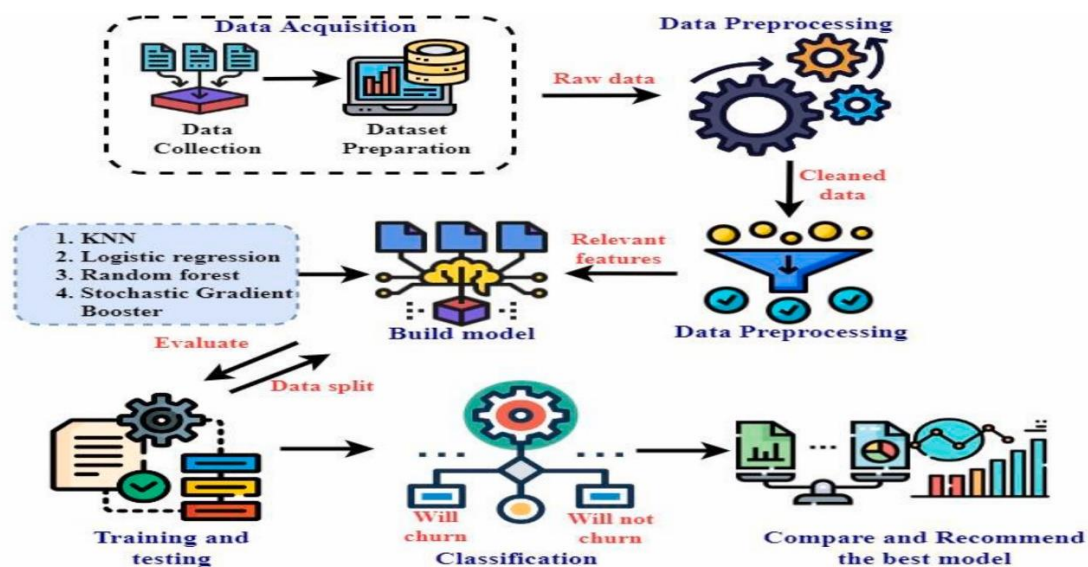 Data Acquisition
Data
Collection
Dataset
Preparation
Raw data
Data Preprocessing
Cleaned
data
1. KNN
2. Logistic regression
3. Random forest
4. Stochastic Gradient
Booster
Build model
Relevant
features
Data Preprocessing
Evaluate
Data split
Training and
testing
Will
churn
Will not
churn
Classification
Compare and Recommend
the best model